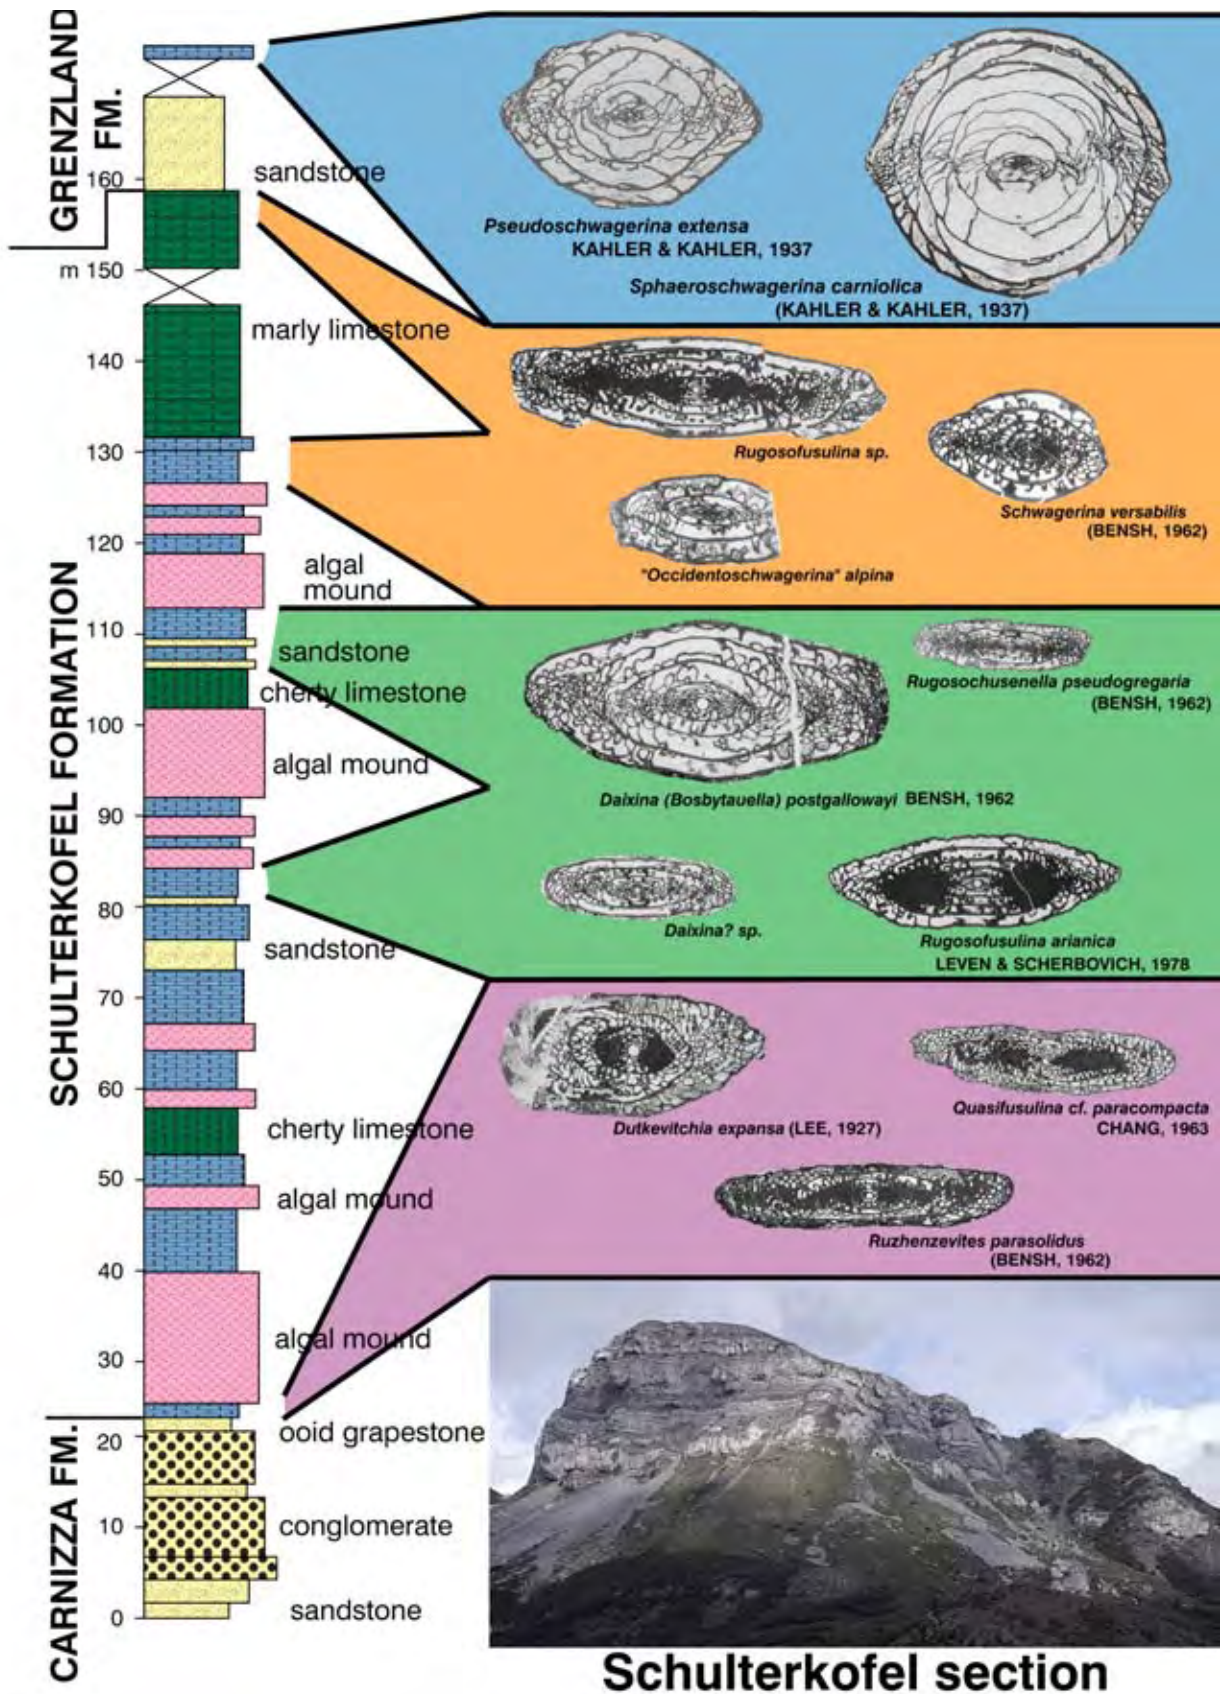 GRENZLAND
FM.
sandstone
160
m 150
marly limestone
140
130
120
algal
mound
110
sandstone
cherty limestone
100
algal mound
90
80
sandstone
70
60
cherty limestone
50
algal mound
40
algal mound
30
ooid grapestone
20
conglomerate
10
sandstone
0
SCHULTERKOFEL FORMATION
CARNIZZA FM.
Pseudoschwagerina extensa
KAHLER & KAHLER, 1937
Sphaeroschwagerina carniolica
(KAHLER & KAHLER, 1937)
Rugosofusulina sp.
Schwagerina versabilis
(BENSH, 1962)
"Occidentoschwagerina" alpina
Rugosochusenella pseudogregaria
(BENSH, 1962)
Daixina (Bosbytauella) postgallowayi BENSH, 1962
Daixina? sp.
Rugosofusulina arianica
LEVEN & SCHERBOVICH, 1978
Dutkevitchia expansa (LEE, 1927)
Quasifusulina cf. paracompacta
CHANG, 1963
Ruzhenzevites parasolidus
(BENSH, 1962)
Schulterkofel section